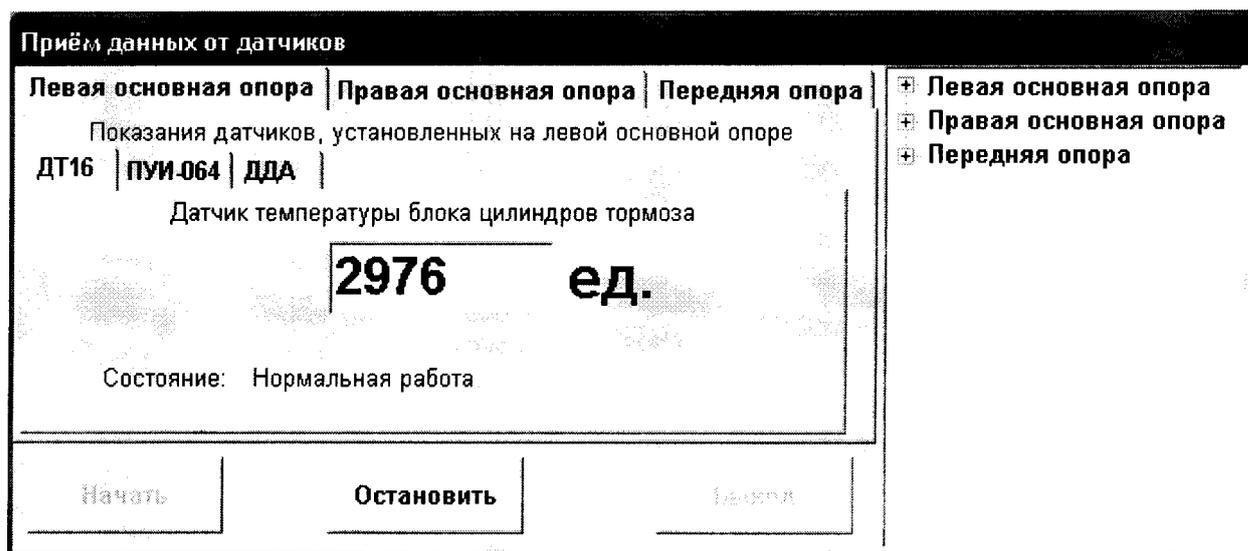 Приём данных от датчиков
Левая основная опора Правая основная опора Передняя опора
Показания датчиков, установленных на левой основной опоре
ДТ16 ПУИ-064 ДДА
Датчик температуры блока цилиндров тормоза
2976 ед.
Состояние: Нормальная работа
Начать Остановить Выход
Левая основная опора
Правая основная опора
Передняя опора